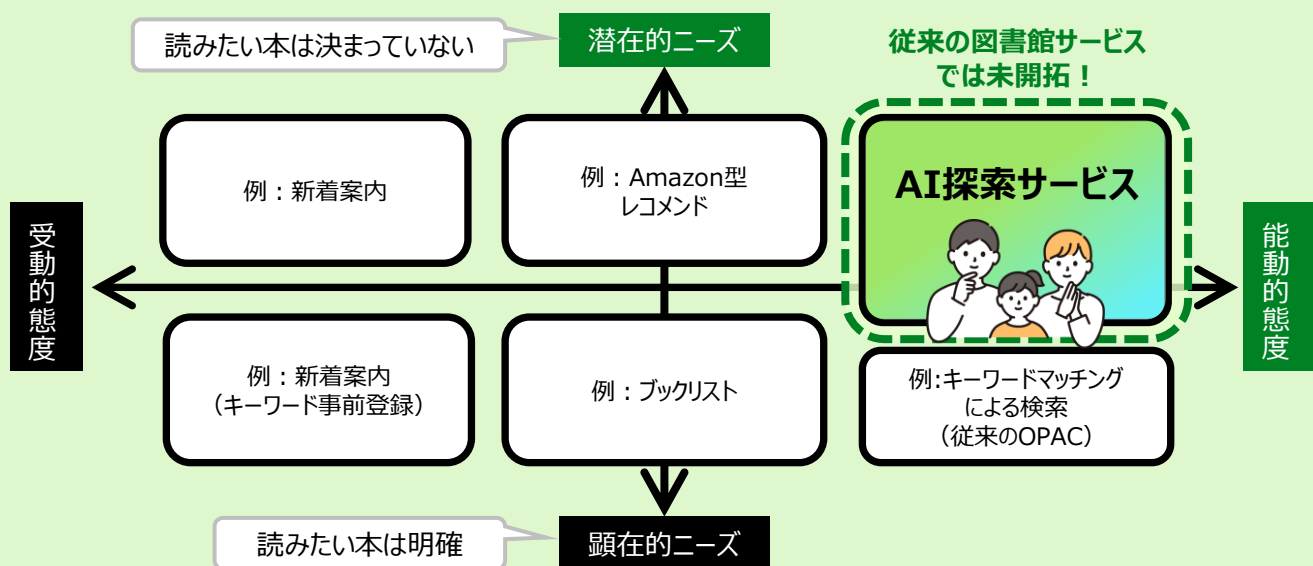 読みたい本は決まっていない
潜在的ニーズ
従来の図書館サービス
では未開拓！
例：新着案内
例：Amazon型
レコメンド
AI探索サービス
受動的態度
能動的態度
例：新着案内
（キーワード事前登録）
例：ブックリスト
例:キーワードマッチング
による検索
（従来のOPAC）
読みたい本は明確
顕在的ニーズ